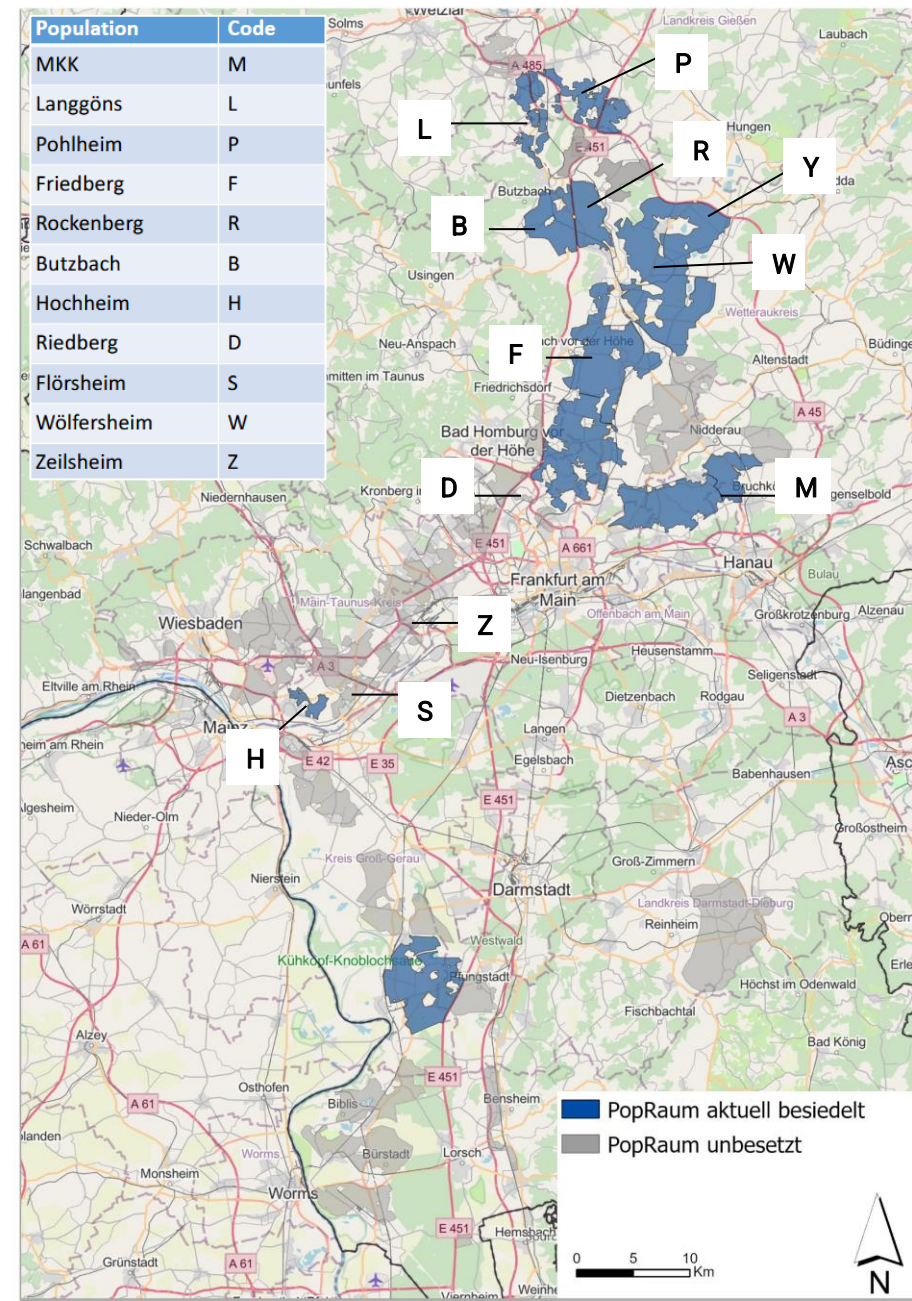 Population Code
MKK M
Langgöns L
Pohlheim P
Friedberg F
Rockenberg R
Butzbach B
Hochheim H
Riedberg D
Flörsheim S
Wölfersheim W
Zeilsheim Z
Solms
Landkreis Gießen
Laubach
A 485
P
L
Hungen
E 451
R
Y
Butzbach
B
W
Usingen
Wetteraukreis
Neu-Anspach
F
Altenstadt
Friedrichsdorf
A 45
Bad Homburg vor
der Höhe
Nidderau
D
M
Niedernhausen
Schwalbach
E 451
A 661
Hanau
Frankfurt am
Main
Bulau
Main-Taunus-Kreis
Offenbach am Main
Großkrotzenburg
Alzenau
Wiesbaden
Z
Heusenstamm
A 3
Neu-Isenburg
Seligenstadt
Eltville am Rhein
Dietzenbach
Rodgau
S
A 3
Mainz
Langen
H
E 42
E 35
Egelsbach
Babenhausen
E 451
Nieder-Olm
Großostheim
Kreis Groß-Gerau
Groß-Zimmern
Nierstein
Darmstadt
Wörrstadt
Landkreis Darmstadt-Dieburg
Reinheim
A 61
Westwald
Kühkopf-Knoblochsaue
Pfungstadt
Höchst im Odenwald
Fischbachtal
Alzey
Bad König
E 451
Osthofen
Bensheim
A 61
Biblis
PopRaum aktuell besiedelt
PopRaum unbesetzt
Worms
Bürstadt
Lorsch
Monsheim
Worms
E 451
Grünstadt
A 61
0 5 10
Km
N